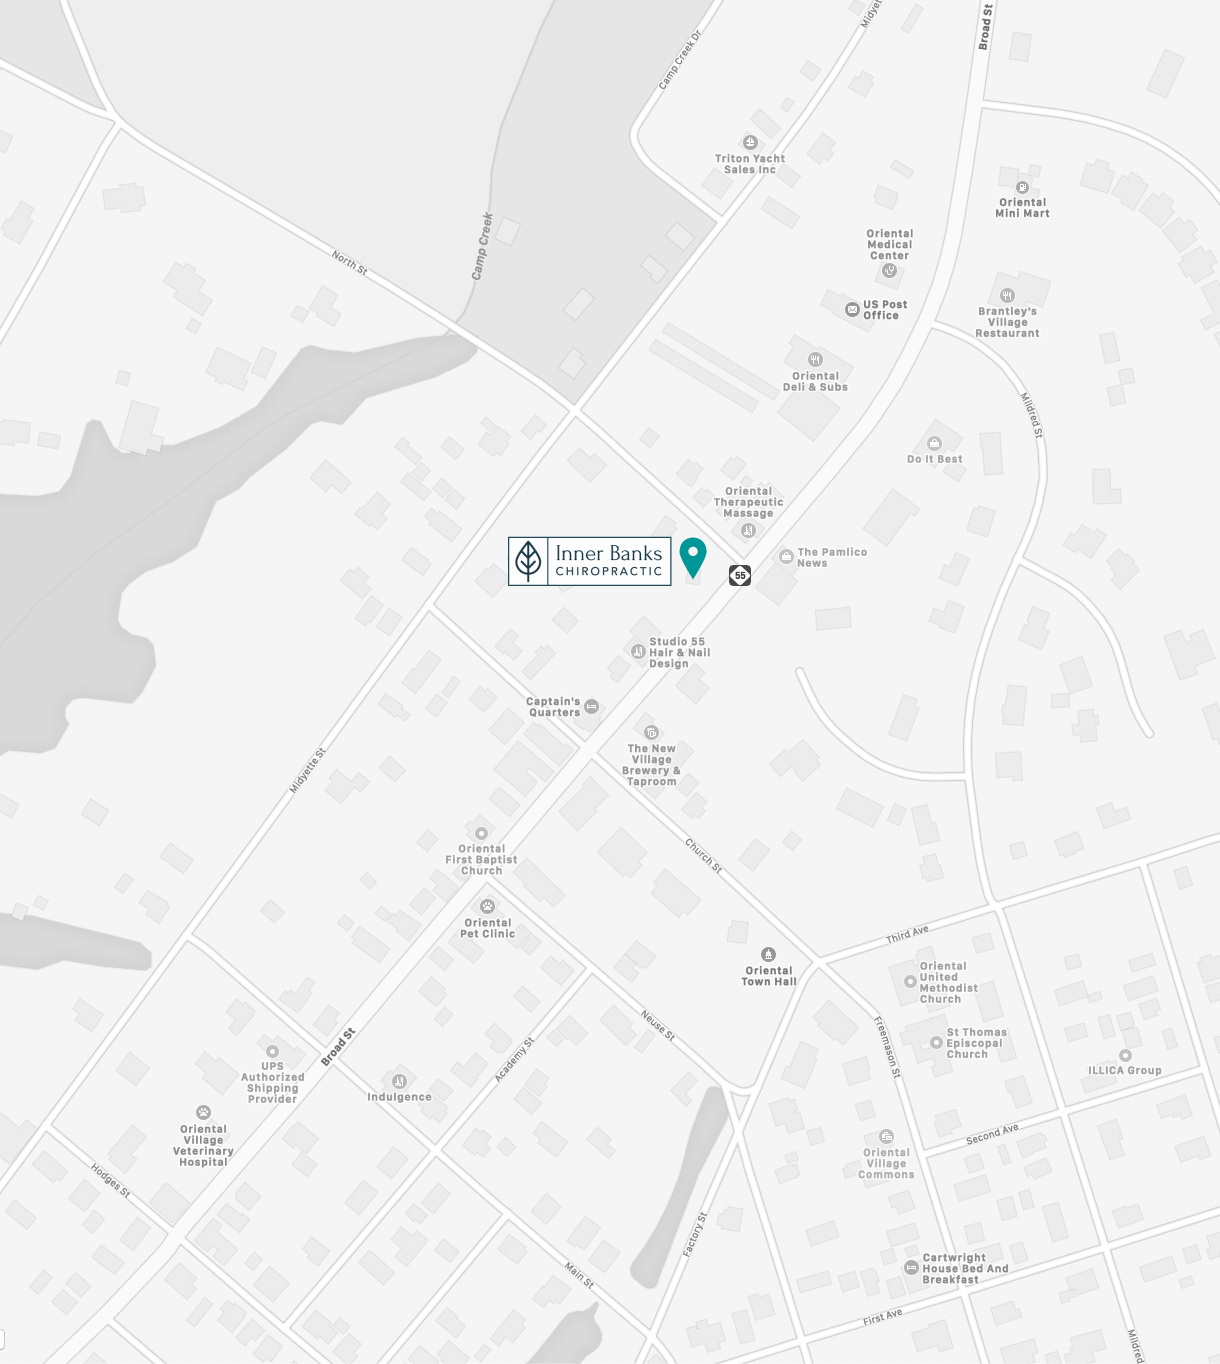 Midyet
Broad St
Camp Creek Dr
Triton Yacht
Sales Inc
Oriental
Mini Mart
Oriental
Medical
Center
Camp Creek
North St
US Post
Office
Brantley's
Village
Restaurant
Oriental
Deli & Subs
Mildred St
Do It Best
Oriental
Therapeutic
Massage
Inner Banks
CHIROPRACTIC
The Pamlico
News
55
Studio 55
Hair & Nail
Design
Captain's
Quarters
The New
Village
Brewery &
Taproom
Midyette St
Oriental
First Baptist
Church
Church St
Oriental
Pet Clinic
Third Ave
Oriental
Town Hall
Oriental
United
Methodist
Church
Neuse St
Freemason St
St Thomas
Episcopal
Church
Broad St
Academy St
UPS
Authorized
Shipping
Provider
ILLICA Group
Indulgence
Oriental
Village
Veterinary
Hospital
Second Ave
Oriental
Village
Commons
Hodges St
Factory St
Main St
Cartwright
House Bed And
Breakfast
First Ave
Mildred